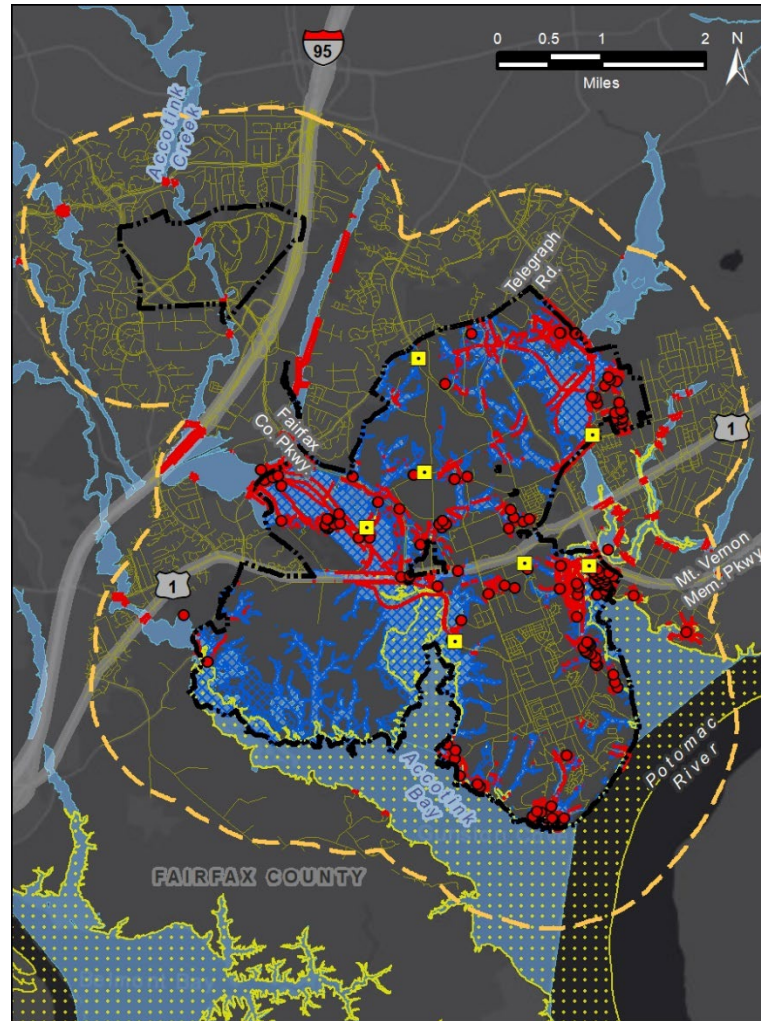 95
0 0.5 1 2
Miles
N
Accotink
Creek
Telegraph
Rd.
Fairfax
Co. Pkwy
1
1
Mt. Vernon
Mem. Pkwy
Potomac
River
Accotink
Bay
FAIRFAX COUNTY